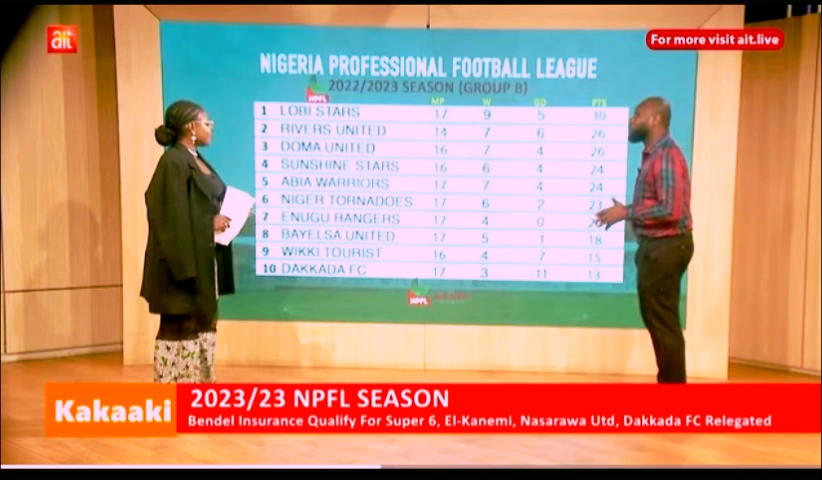 ait
For more visit ait.live
NIGERIA PROFESSIONAL FOOTBALL LEAGUE
2022/2023 SEASON (GROUP B)
NPFL
MP W GD PTS
1 LOBI STARS 17 9 5 30
2 RIVERS UNITED 14 7 6 26
3 DOMA UNITED 16 7 4 26
4 SUNSHINE STARS 16 6 4 24
5 ABIA WARRIORS 17 7 4 24
6 NIGER TORNADOES 17 6 2 23
7 ENUGU RANGERS 17 4 0
8 BAYELSA UNITED 17 5 1 18
9 WIKKI TOURIST 16 4 7 15
10 DAKKADA FC 17 3 -11 13
NPFL
Kakaaki
2023/23 NPFL SEASON
Bendel Insurance Qualify For Super 6, El-Kanemi, Nasarawa Utd, Dakkada FC Relegated